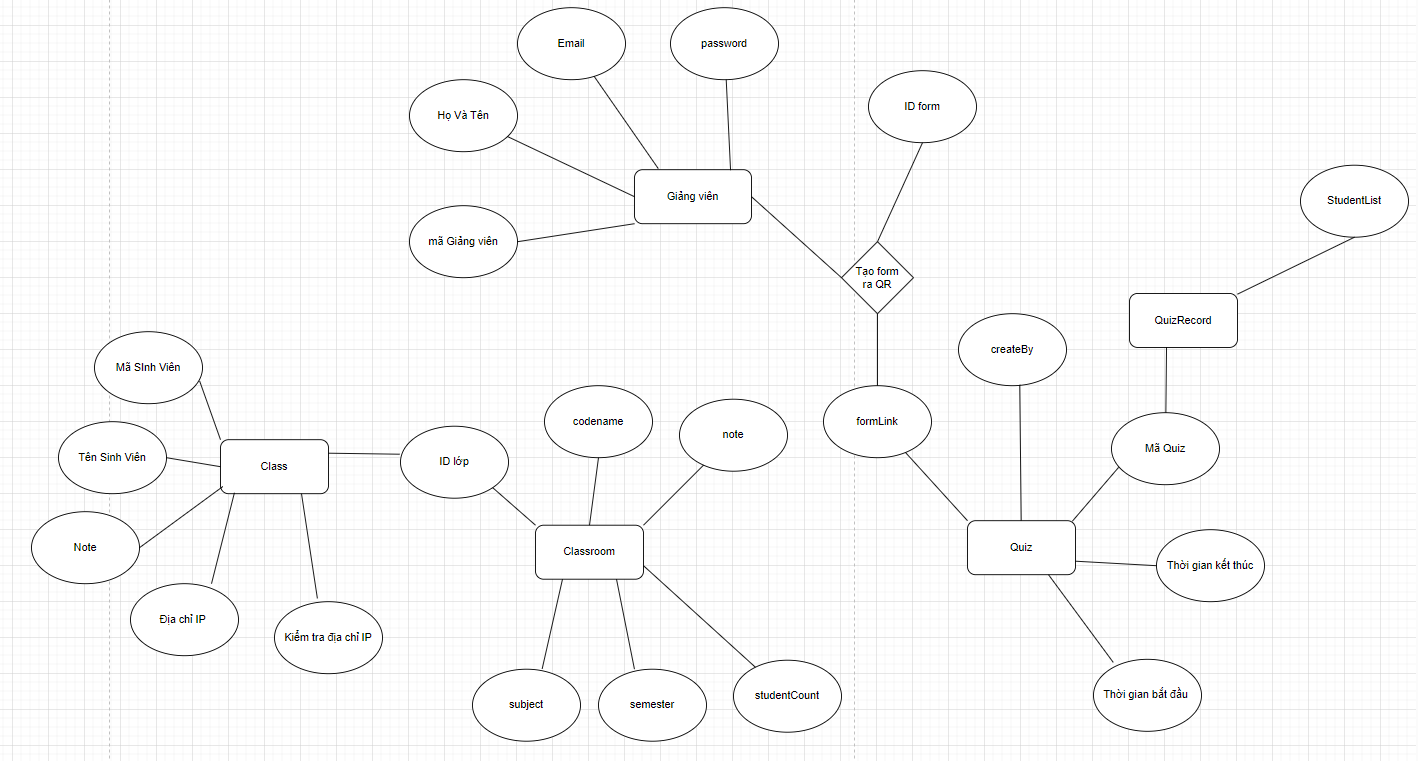 Email
password
ID form
Họ Và Tên
StudentList
Giảng viên
mã Giảng viên
Tạo form
ra QR
QuizRecord
createBy
Mã SInh Viên
codename
note
formLink
Mã Quiz
Tên Sinh Viên
Class
ID lớp
Note
Classroom
Quiz
Thời gian kết thúc
Địa chỉ IP
Kiểm tra địa chỉ IP
subject
semester
studentCount
Thời gian bắt đầu